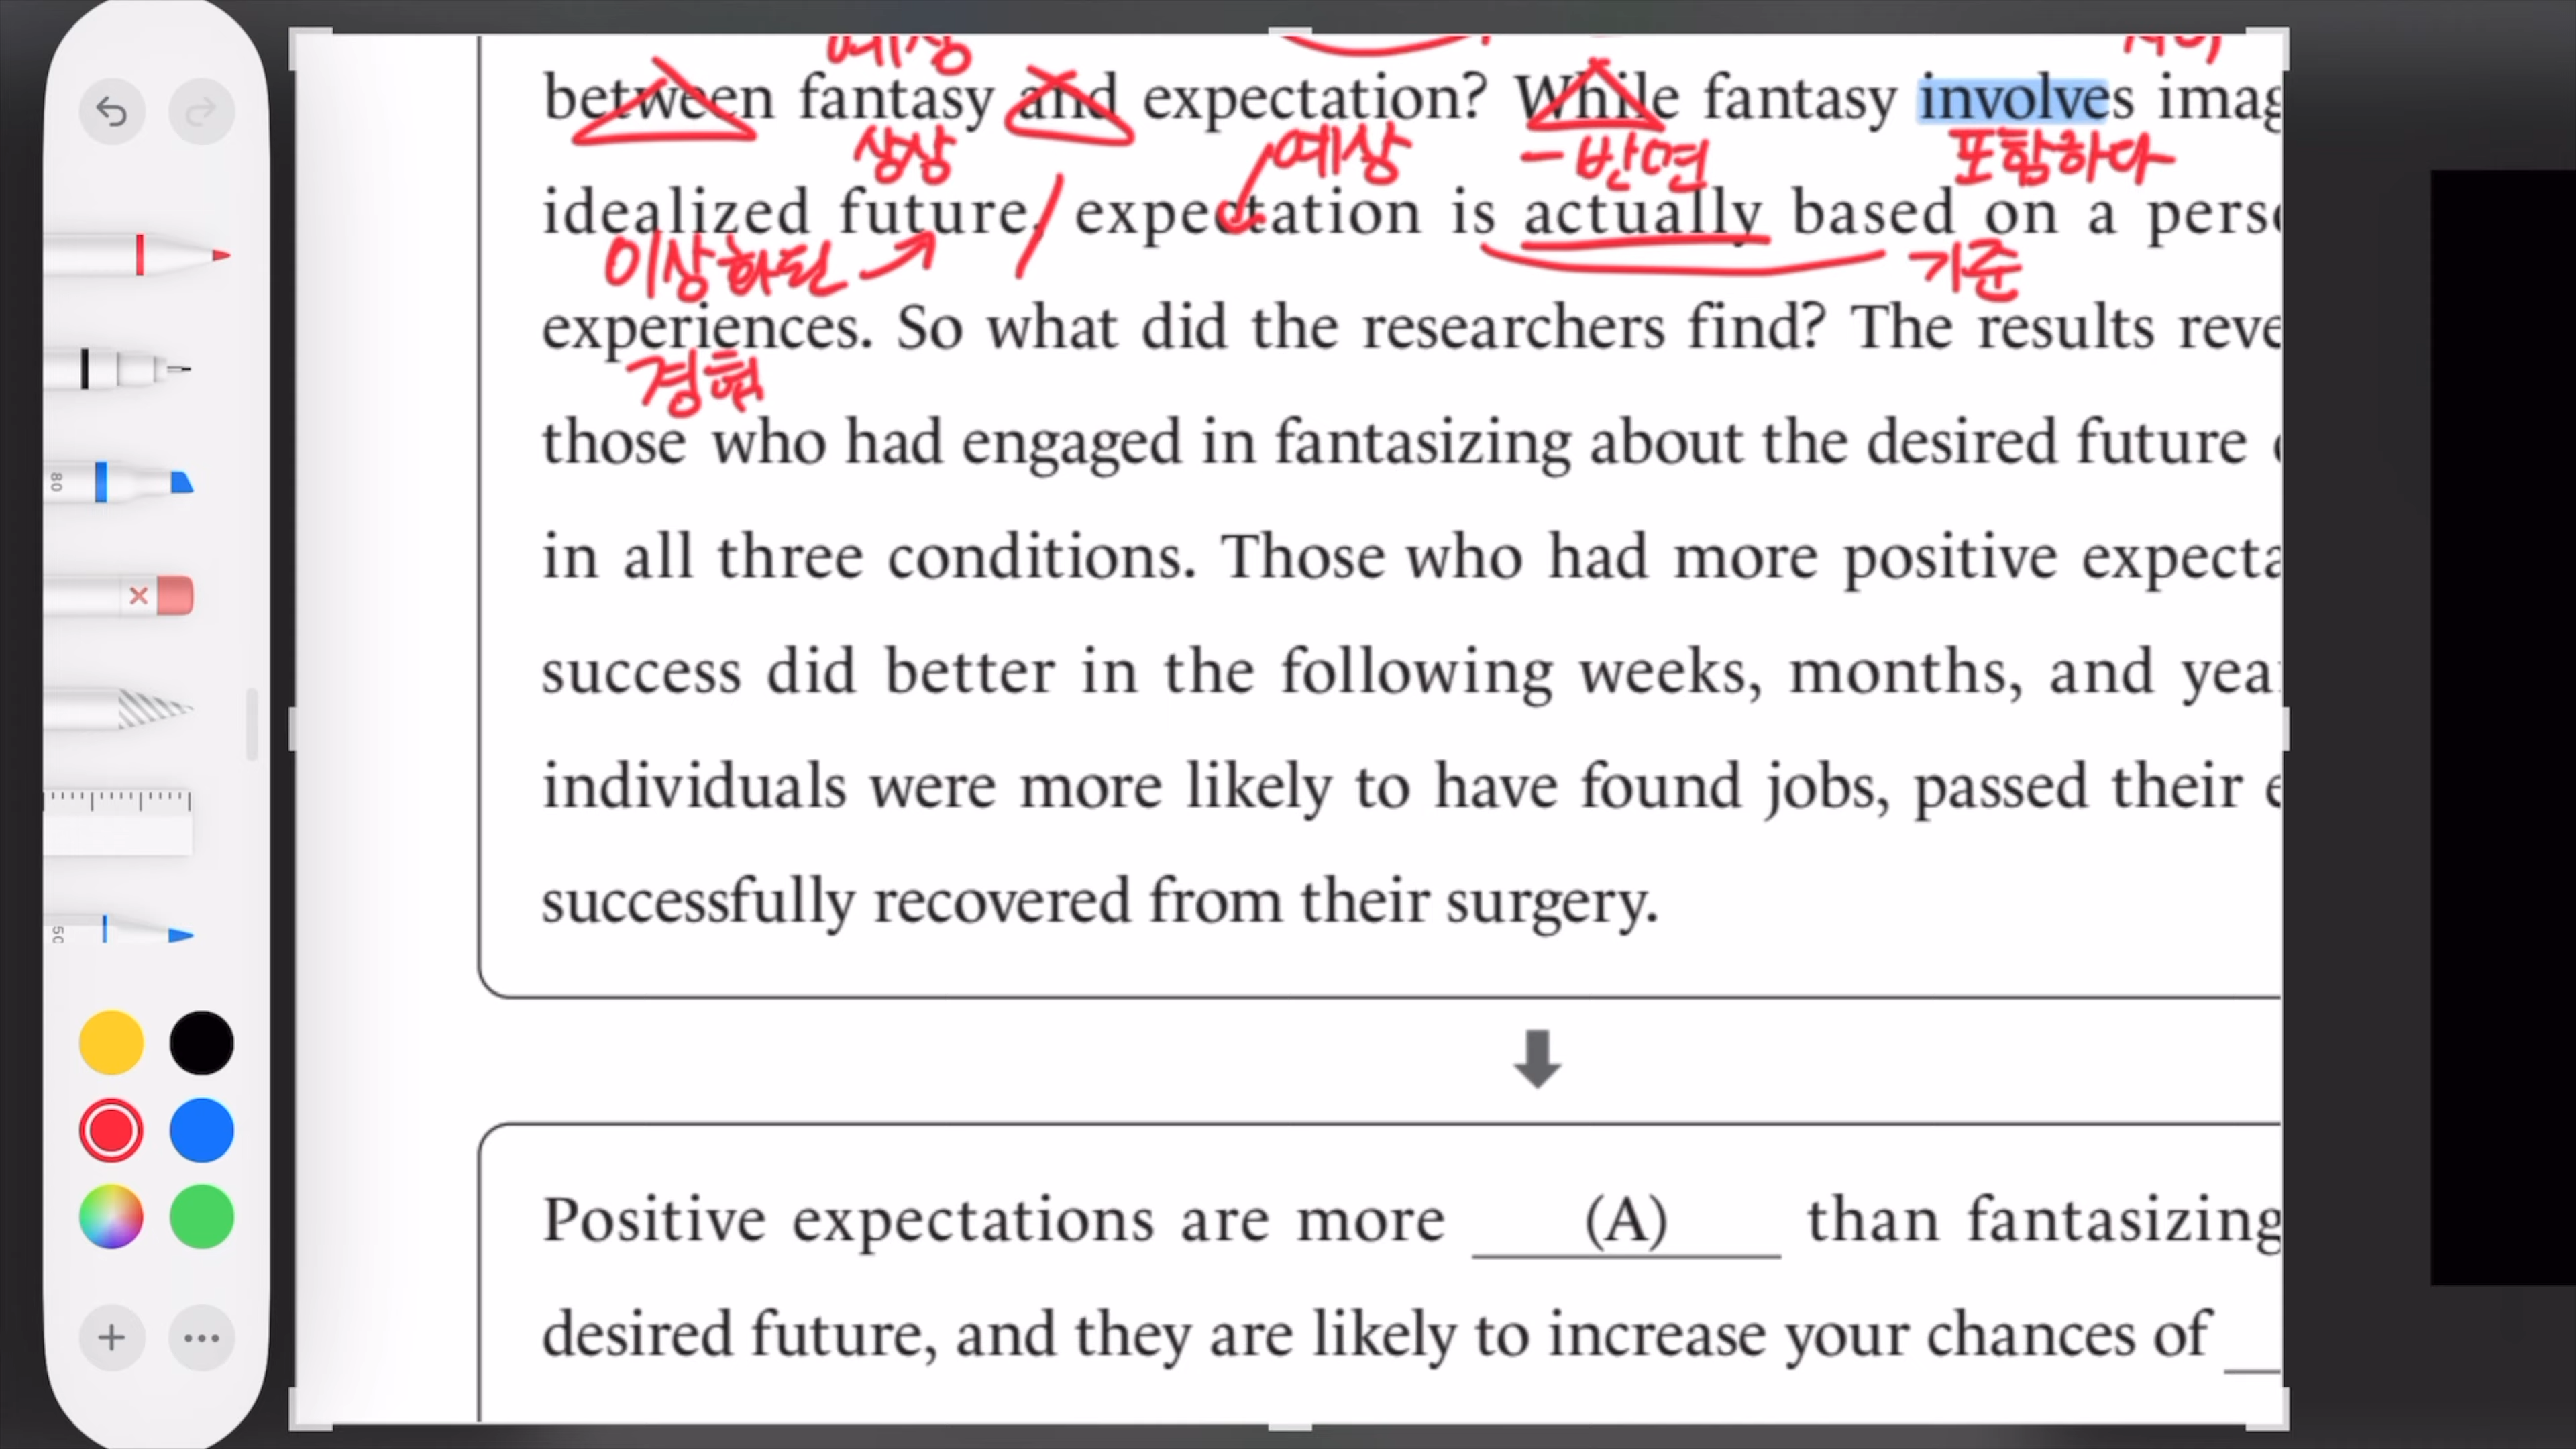 예상
between fantasy and expectation? While fantasy involves imag
상상 예상 -반면 포함하다
idealized future, expectation is actually based on a pers
이상하된 기준
experiences. So what did the researchers find? The results reve
경험
those who had engaged in fantasizing about the desired future
in all three conditions. Those who had more positive expecta
success did better in the following weeks, months, and yea
individuals were more likely to have found jobs, passed their e
successfully recovered from their surgery.
Positive expectations are more (A) than fantasizing
desired future, and they are likely to increase your chances of
80
50